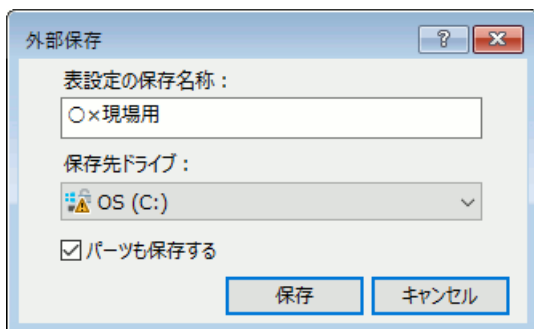 外部保存
表設定の保存名称：
○×現場用
保存先ドライブ：
OS (C:)
パーツも保存する
保存
キャンセル